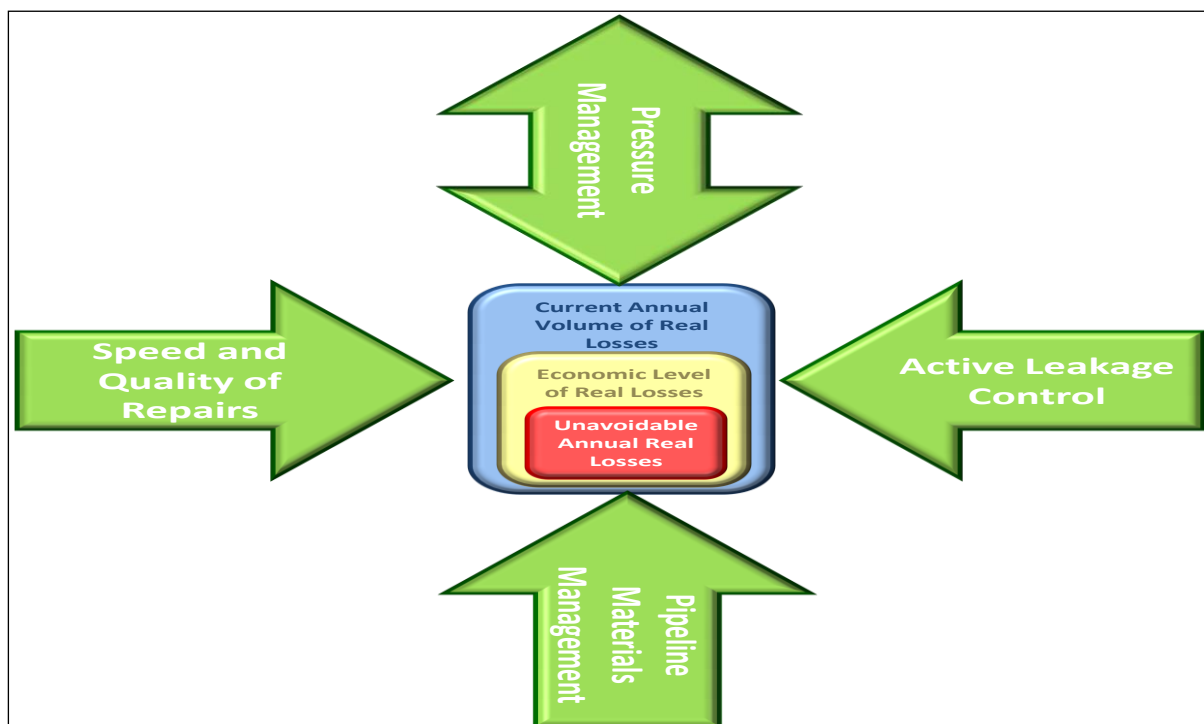 Pressure
Management
Speed and
Quality of
Repairs
Current Annual
Volume of Real
Losses
Economic Level
of Real Losses
Unavoidable
Annual Real
Losses
Active Leakage
Control
Pipeline
Materials
Management